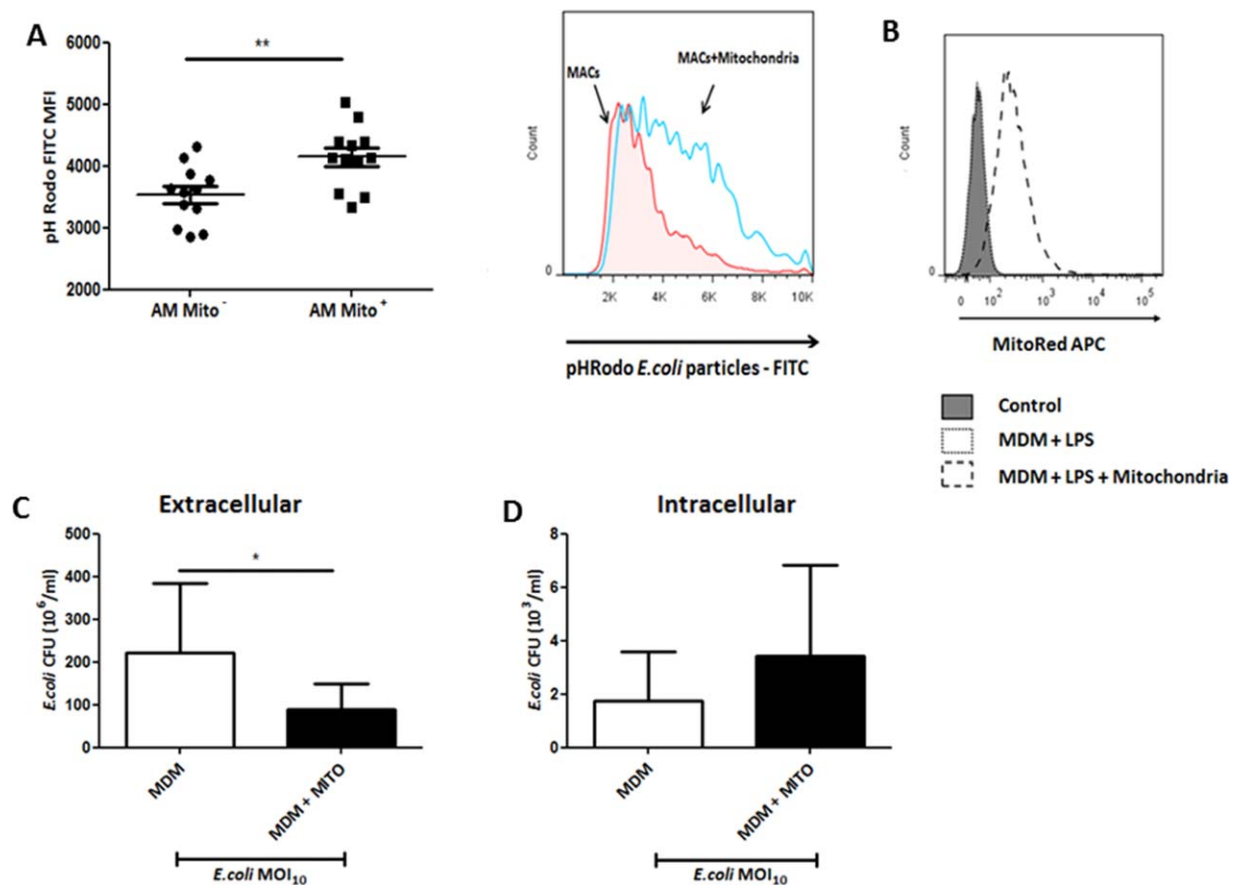 A
pH Rodo FITC MFI
6000
5000
4000
3000
2000
**
AM Mito⁻
AM Mito⁺
Count
0
MACs
MACs+Mitochondria
2K
4K
6K
8K
10K
pHRodo E.coli particles - FITC
B
Count
0
0
10²
10³
10⁴
10⁵
MitoRed APC
Control
MDM + LPS
MDM + LPS + Mitochondria
C
Extracellular
E.coli CFU (10⁶/ml)
500
400
300
200
100
0
*
MDM
MDM + MITO
E.coli MOI₁₀
D
Intracellular
E.coli CFU (10³/ml)
8
6
4
2
0
MDM
MDM + MITO
E.coli MOI₁₀